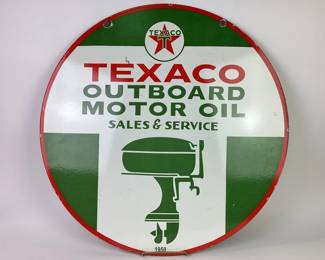 TEXACO
T
TEXACO
OUTBOARD
MOTOR OIL
SALES & SERVICE
1950